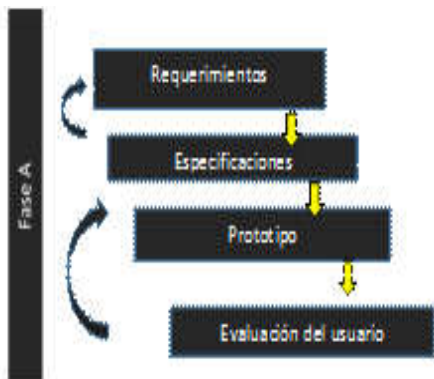 Fase A
Requerimientos
Especificaciones
Prototipo
Evaluación del usuario